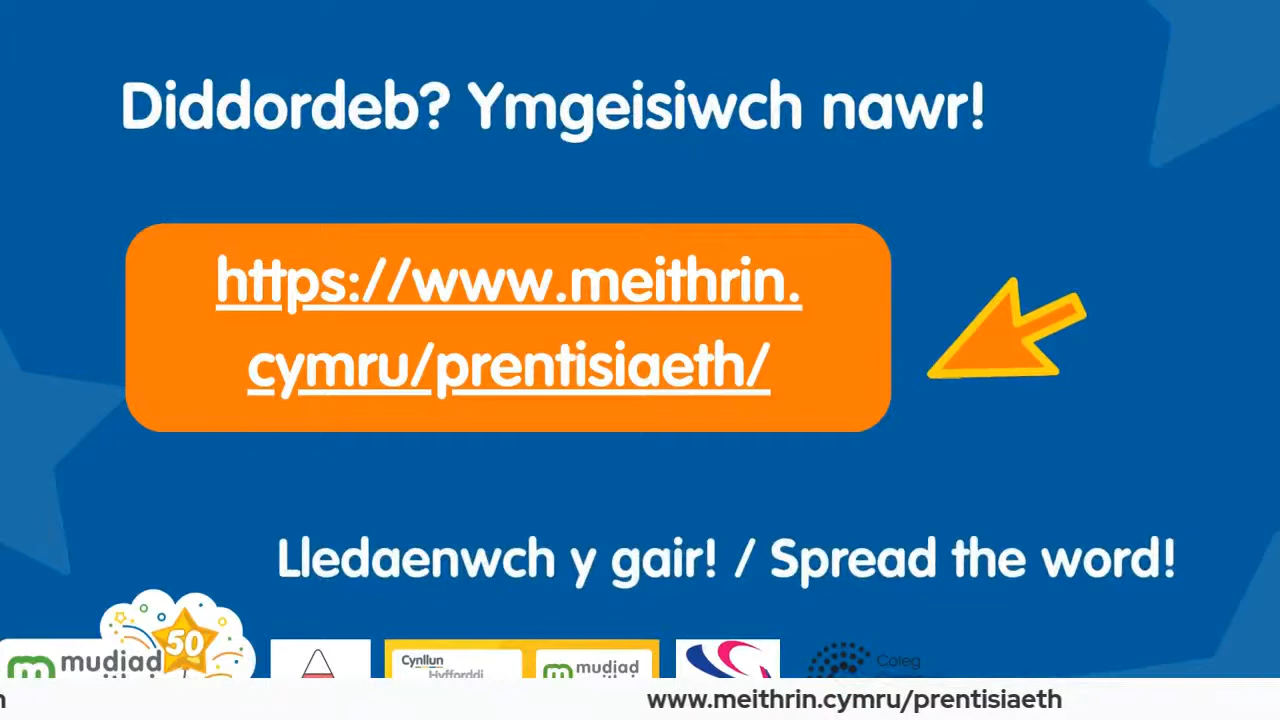 Diddordeb? Ymgeisiwch nawr!
https://www.meithrin.
cymru/prentisiaeth/
Lledaenwch y gair! / Spread the word!
50
mudiad
Cynllun
Hyfforddi
mudiad
Coleg
www.meithrin.cymru/prentisiaeth